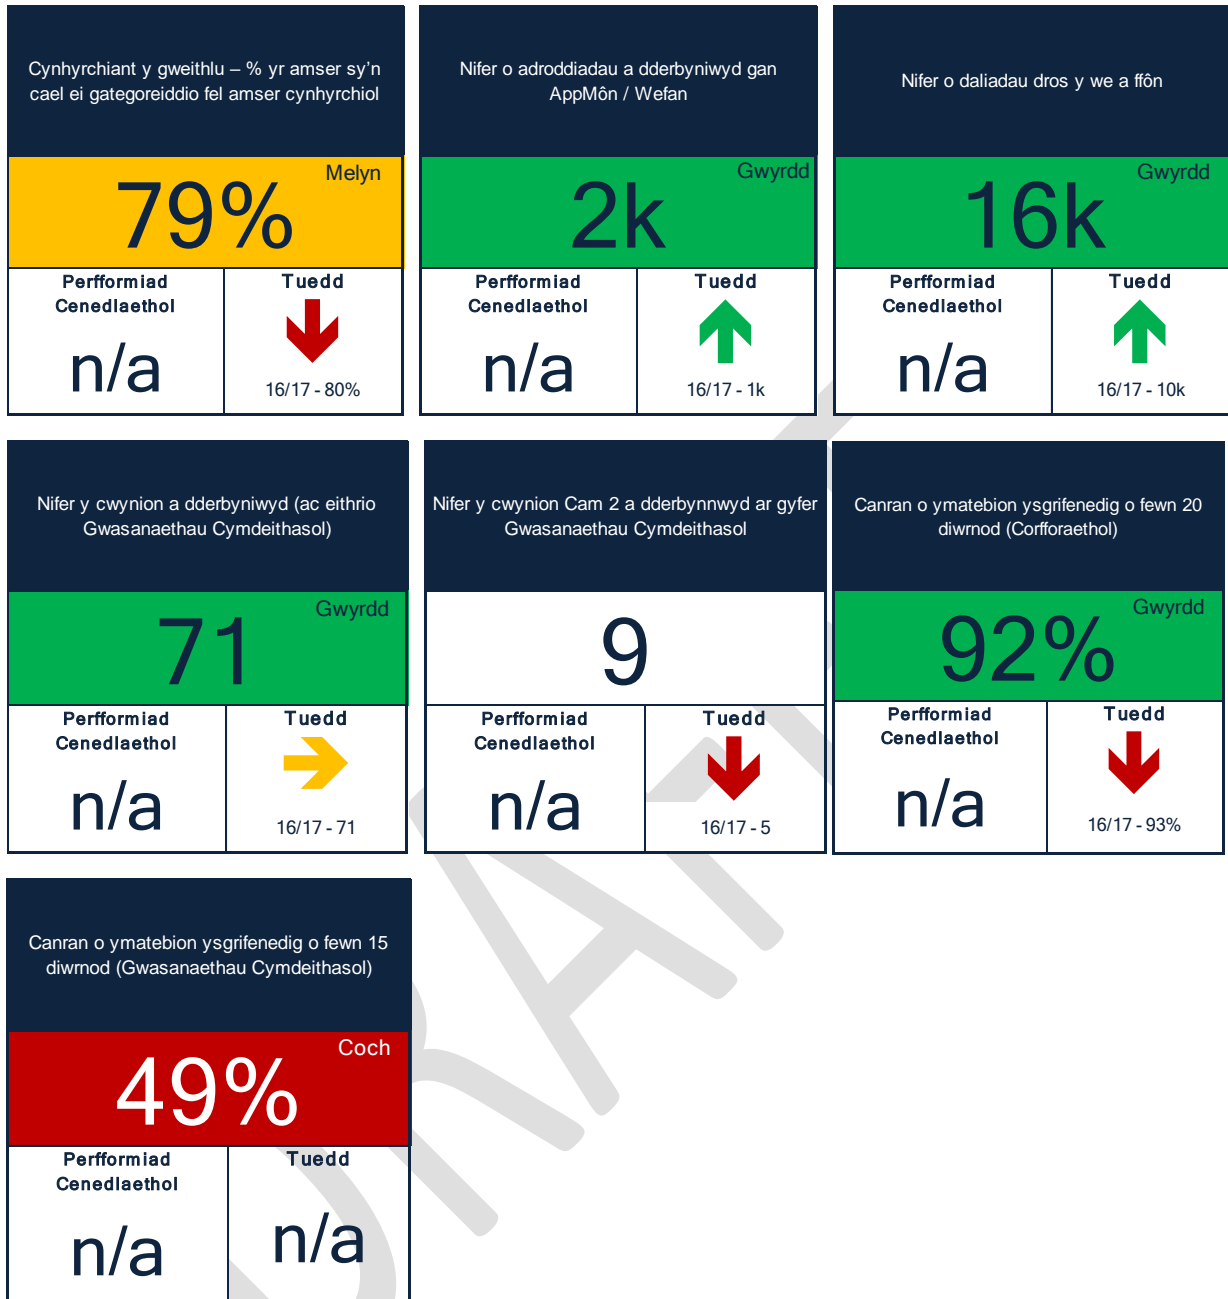 Cynhyrchiant y gweithlu – % yr amser sy'n
cael ei gategoreiddio fel amser cynhyrchiol
Melyn
79%
Perfformiad
Cenedlaethol
n/a
Tuedd
16/17 - 80%
Nifer o adroddiadau a dderbyniwyd gan
AppMôn / Wefan
Gwyrdd
2k
Perfformiad
Cenedlaethol
n/a
Tuedd
16/17 - 1k
Nifer o daliadau dros y we a ffôn
Gwyrdd
16k
Perfformiad
Cenedlaethol
n/a
Tuedd
16/17 - 10k
Nifer y cwynion a dderbyniwyd (ac eithrio
Gwasanaethau Cymdeithasol)
Gwyrdd
71
Perfformiad
Cenedlaethol
n/a
Tuedd
16/17 - 71
Nifer y cwynion Cam 2 a dderbynnwyd ar gyfer
Gwasanaethau Cymdeithasol
9
Perfformiad
Cenedlaethol
n/a
Tuedd
16/17 - 5
Canran o ymatebion ysgrifenedig o fewn 20
diwrnod (Corfforaethol)
Gwyrdd
92%
Perfformiad
Cenedlaethol
n/a
Tuedd
16/17 - 93%
Canran o ymatebion ysgrifenedig o fewn 15
diwrnod (Gwasanaethau Cymdeithasol)
Coch
49%
Perfformiad
Cenedlaethol
n/a
Tuedd
n/a